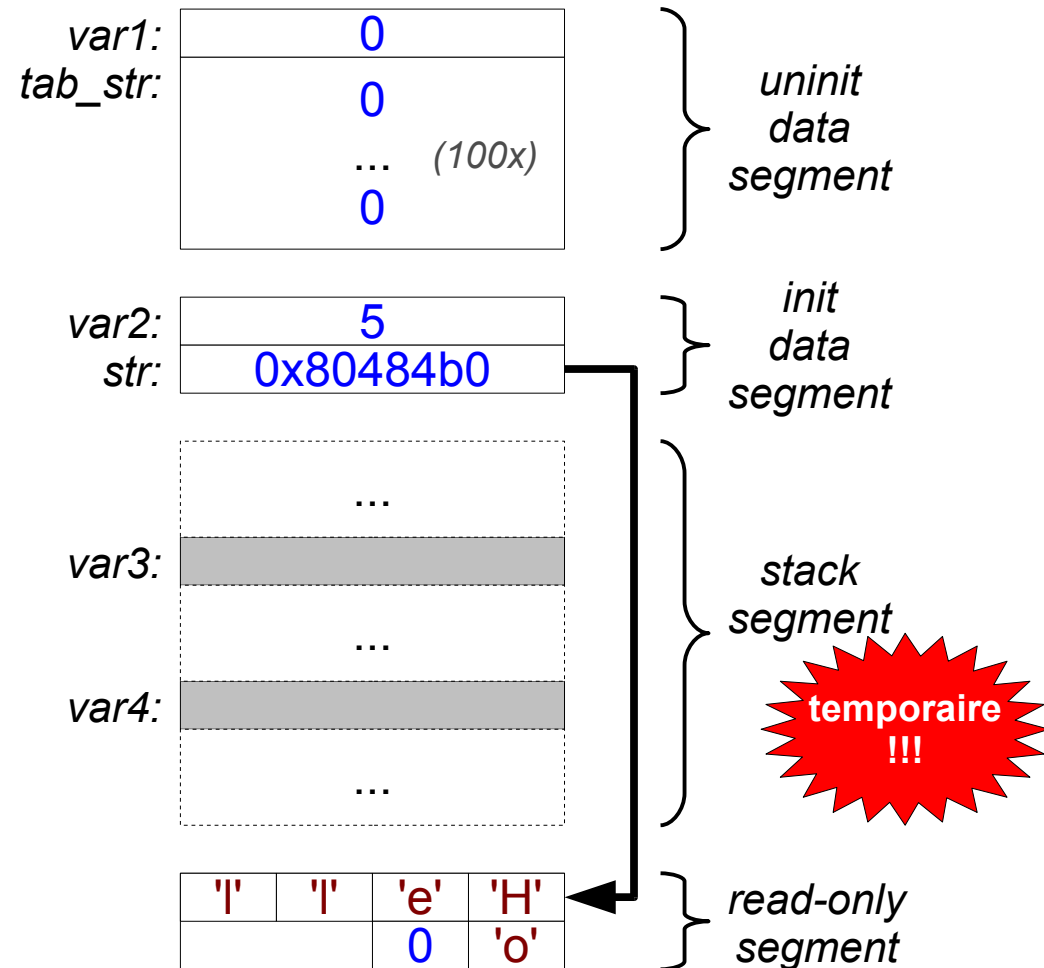 var1: 0
tab_str: 0
... (100x)
0
uninit
data
segment
var2: 5
str: 0x80484b0
init
data
segment
...
var3:
...
var4:
...
stack
segment
temporaire
!!!
'l' 'l' 'e' 'H'
0 'o'
read-only
segment